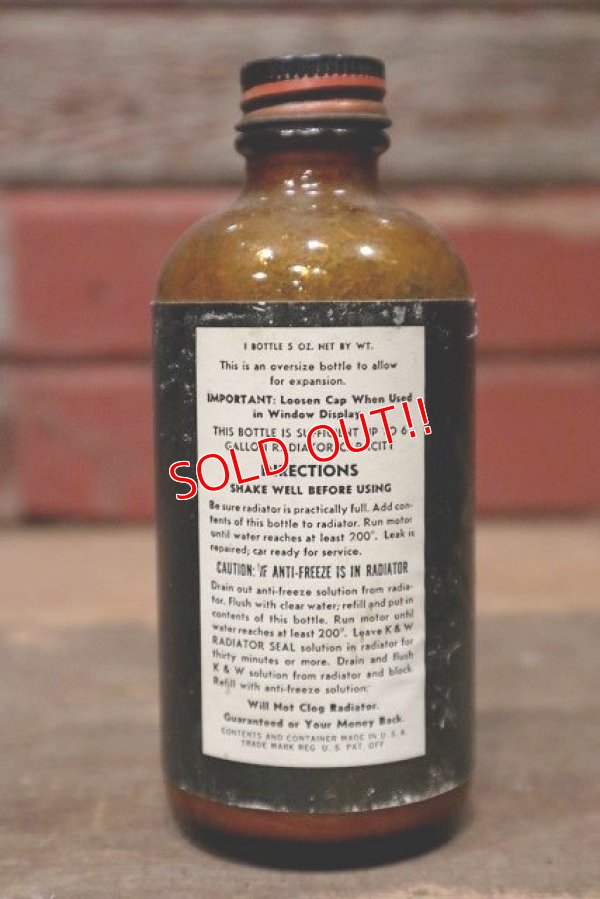 1 BOTTLE 5 OZ. NET BY WT.
This is an oversize bottle to allow
for expansion.
IMPORTANT: Loosen Cap When Used
in Window Display
THIS BOTTLE IS SUFFICIENT UP TO 6
GALLON RADIATOR CAPACITY
SOLD OUT!!
DIRECTIONS
SHAKE WELL BEFORE USING
Be sure radiator is practically full. Add con-
tents of this bottle to radiator. Run motor
until water reaches at least 200°. Leak is
repaired; car ready for service.
CAUTION: IF ANTI-FREEZE IS IN RADIATOR
Drain out anti-freeze solution from radia-
tor. Flush with clear water; refill and put in
contents of this bottle. Run motor until
water reaches at least 200°. Leave K & W
RADIATOR SEAL solution in radiator for
thirty minutes or more. Drain and flush
K & W solution from radiator and block.
Refill with anti-freeze solution.
Will Not Clog Radiator.
Guaranteed or Your Money Back.
CONTENTS AND CONTAINER MADE IN U.S.A.
TRADE MARK REG. U.S. PAT. OFF.